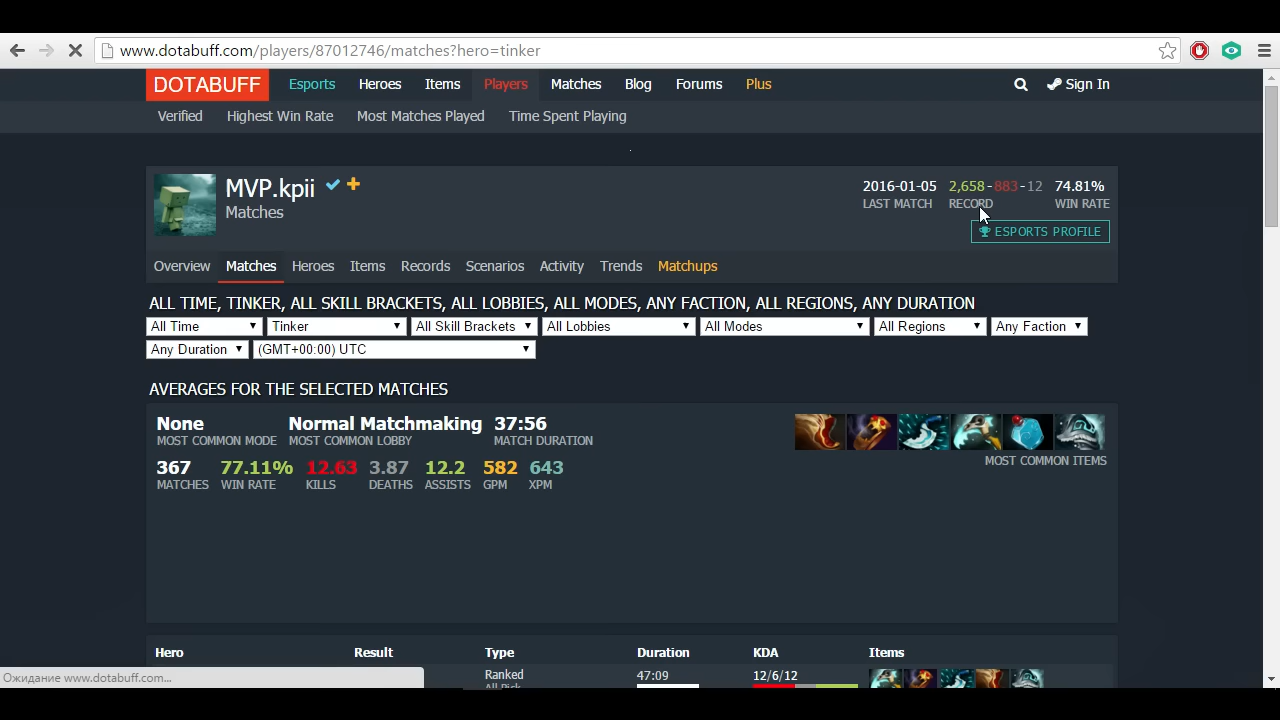 www.dotabuff.com/players/87012746/matches?hero=tinker
DOTABUFF Esports Heroes Items Players Matches Blog Forums Plus Sign In
Verified Highest Win Rate Most Matches Played Time Spent Playing
MVP.kpii
Matches
2016-01-05 2,658-883-12 74.81%
LAST MATCH RECORD WIN RATE
ESPORTS PROFILE
Overview Matches Heroes Items Records Scenarios Activity Trends Matchups
ALL TIME, TINKER, ALL SKILL BRACKETS, ALL LOBBIES, ALL MODES, ANY FACTION, ALL REGIONS, ANY DURATION
All Time Tinker All Skill Brackets All Lobbies All Modes All Regions Any Faction
Any Duration (GMT+00:00) UTC
AVERAGES FOR THE SELECTED MATCHES
None Normal Matchmaking 37:56
MOST COMMON MODE MOST COMMON LOBBY MATCH DURATION
367 77.11% 12.63 3.87 12.2 582 643
MATCHES WIN RATE KILLS DEATHS ASSISTS GPM XPM
MOST COMMON ITEMS
Hero Result Type Duration KDA Items
Ranked 47:09 12/6/12
All Pick
Ожидание www.dotabuff.com...